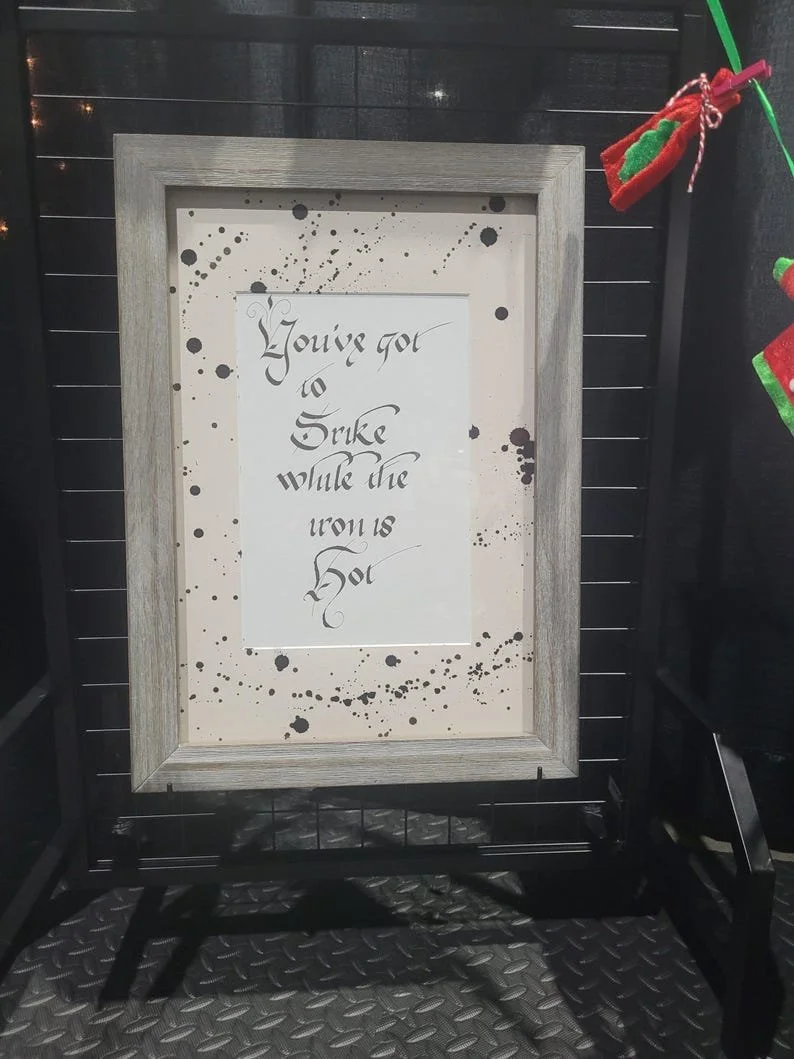 You've got
to
Srike
while the
iron is
Hot